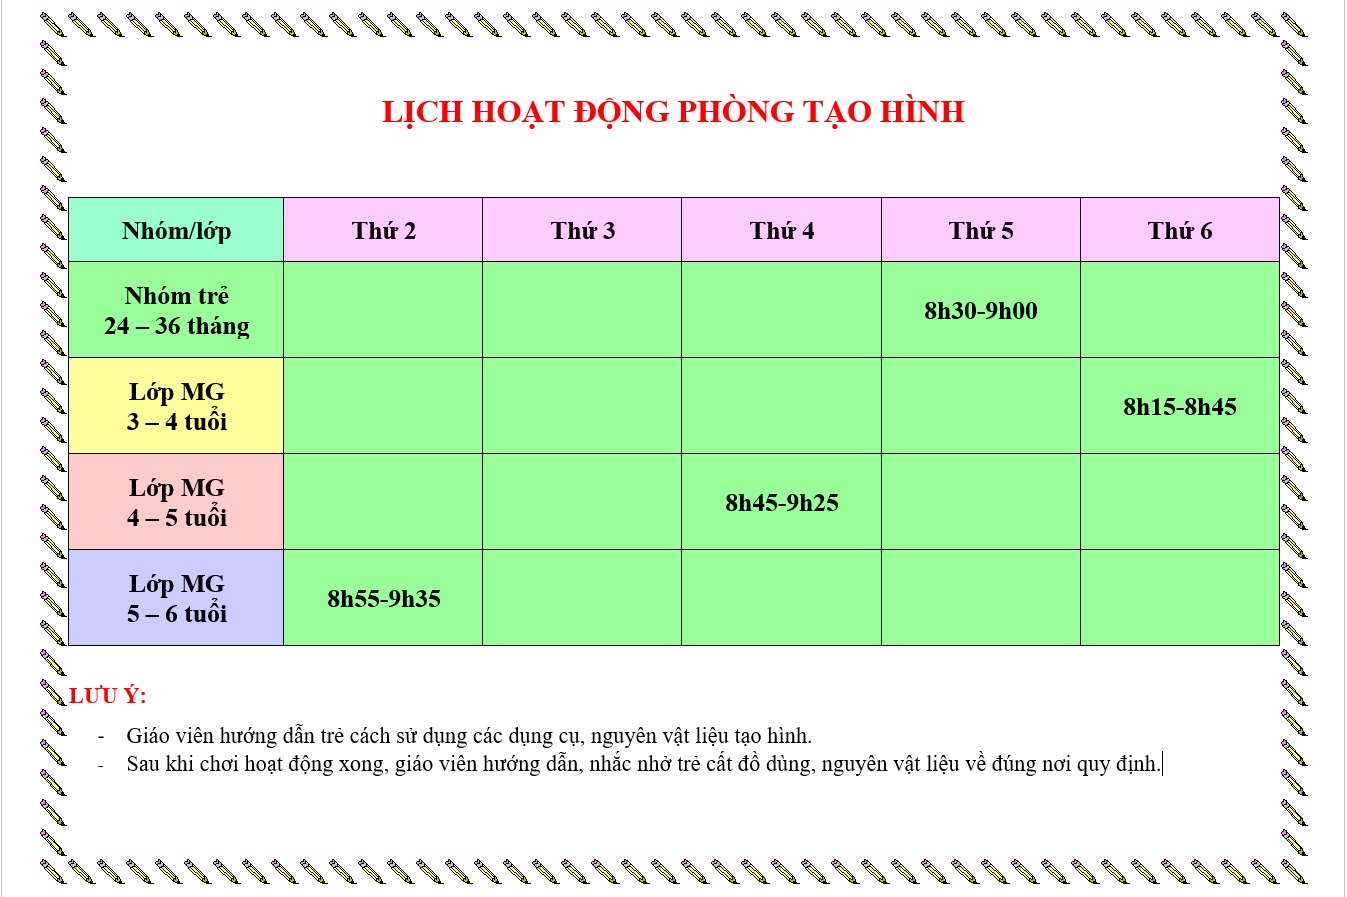 LỊCH HOẠT ĐỘNG PHÒNG TẠO HÌNH
Nhóm/lớp Thứ 2 Thứ 3 Thứ 4 Thứ 5 Thứ 6
Nhóm trẻ
24 – 36 tháng
8h30-9h00
Lớp MG
3 – 4 tuổi
8h15-8h45
Lớp MG
4 – 5 tuổi
8h45-9h25
Lớp MG
5 – 6 tuổi
8h55-9h35
LƯU Ý:
- Giáo viên hướng dẫn trẻ cách sử dụng các dụng cụ, nguyên vật liệu tạo hình.
- Sau khi chơi hoạt động xong, giáo viên hướng dẫn, nhắc nhở trẻ cất đồ dùng, nguyên vật liệu về đúng nơi quy định.